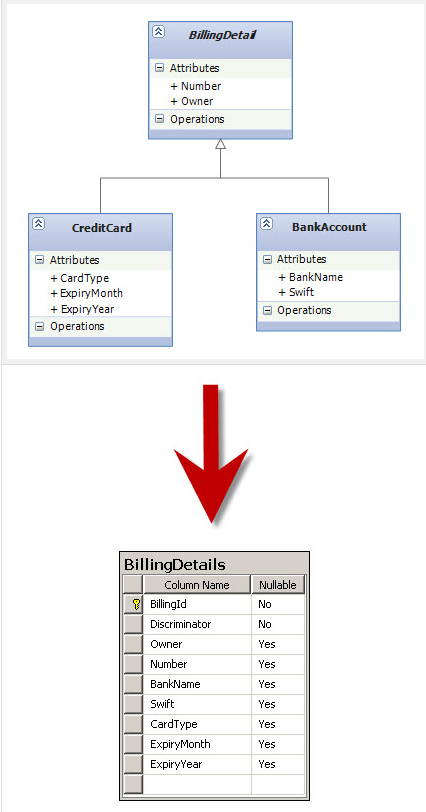 BillingDetail
Attributes
+ Number
+ Owner
Operations
CreditCard
Attributes
+ CardType
+ ExpiryMonth
+ ExpiryYear
Operations
BankAccount
Attributes
+ BankName
+ Swift
Operations
BillingDetails
Column Name Nullable
BillingId No
Discriminator No
Owner Yes
Number Yes
BankName Yes
Swift Yes
CardType Yes
ExpiryMonth Yes
ExpiryYear Yes